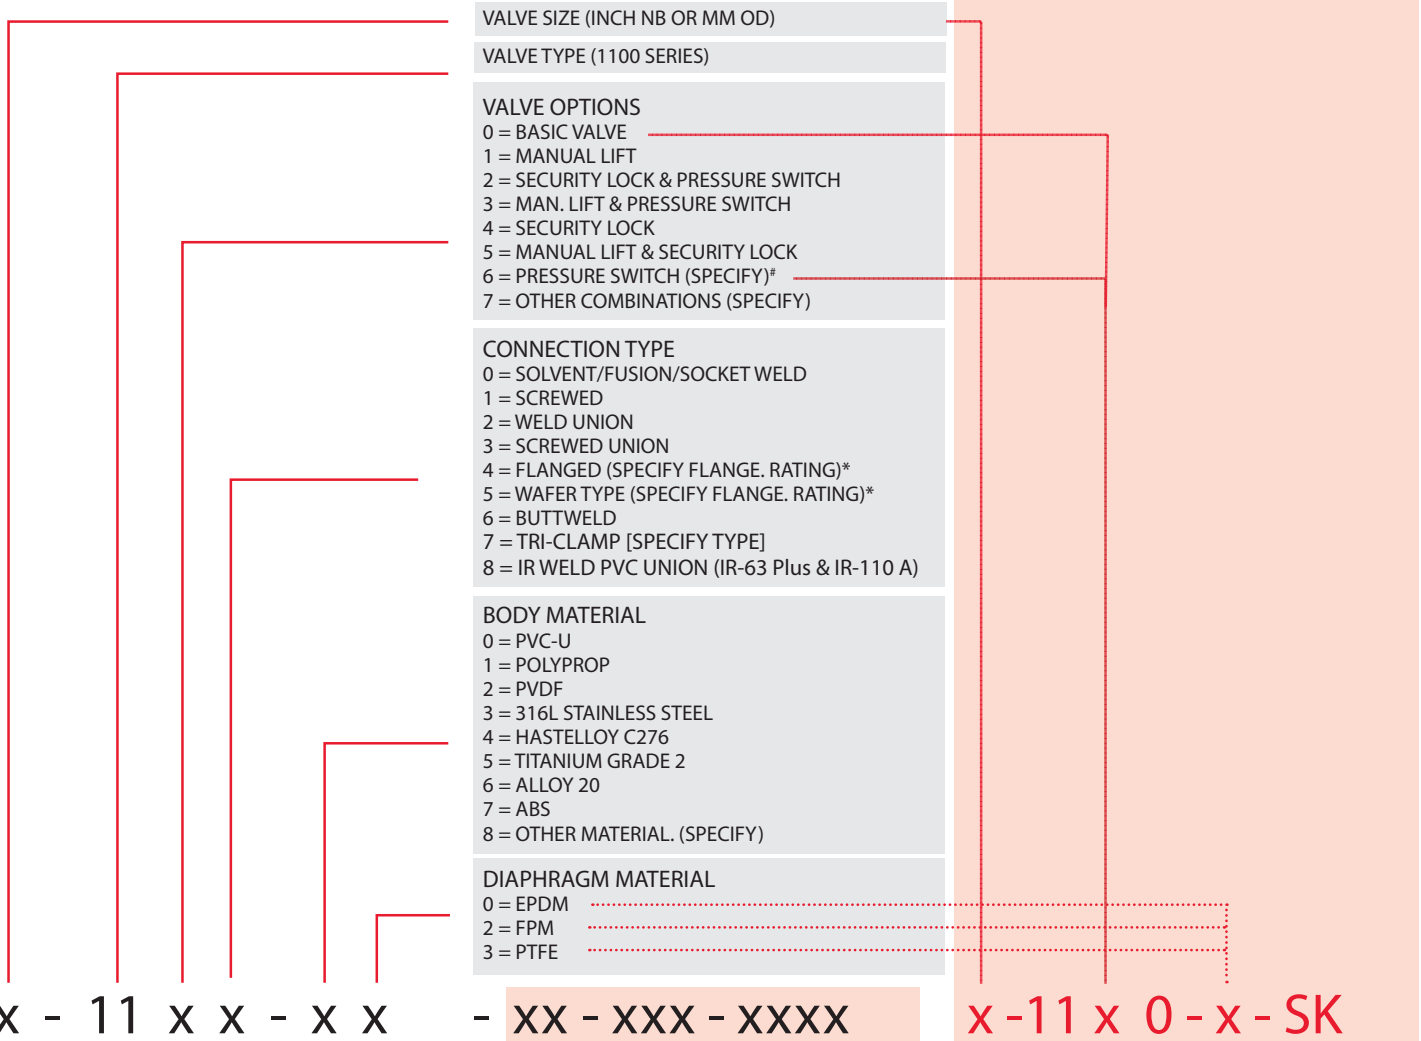 VALVE SIZE (INCH NB OR MM OD)
VALVE TYPE (1100 SERIES)
VALVE OPTIONS
0 = BASIC VALVE
1 = MANUAL LIFT
2 = SECURITY LOCK & PRESSURE SWITCH
3 = MAN. LIFT & PRESSURE SWITCH
4 = SECURITY LOCK
5 = MANUAL LIFT & SECURITY LOCK
6 = PRESSURE SWITCH (SPECIFY)#
7 = OTHER COMBINATIONS (SPECIFY)
CONNECTION TYPE
0 = SOLVENT/FUSION/SOCKET WELD
1 = SCREWED
2 = WELD UNION
3 = SCREWED UNION
4 = FLANGED (SPECIFY FLANGE. RATING)*
5 = WAFER TYPE (SPECIFY FLANGE. RATING)*
6 = BUTTWELD
7 = TRI-CLAMP [SPECIFY TYPE]
8 = IR WELD PVC UNION (IR-63 Plus & IR-110 A)
BODY MATERIAL
0 = PVC-U
1 = POLYPROP
2 = PVDF
3 = 316L STAINLESS STEEL
4 = HASTELLOY C276
5 = TITANIUM GRADE 2
6 = ALLOY 20
7 = ABS
8 = OTHER MATERIAL. (SPECIFY)
DIAPHRAGM MATERIAL
0 = EPDM
2 = FPM
3 = PTFE
x - 11 x x - x x - xx - xxx - xxxx x -11 x 0 - x - SK